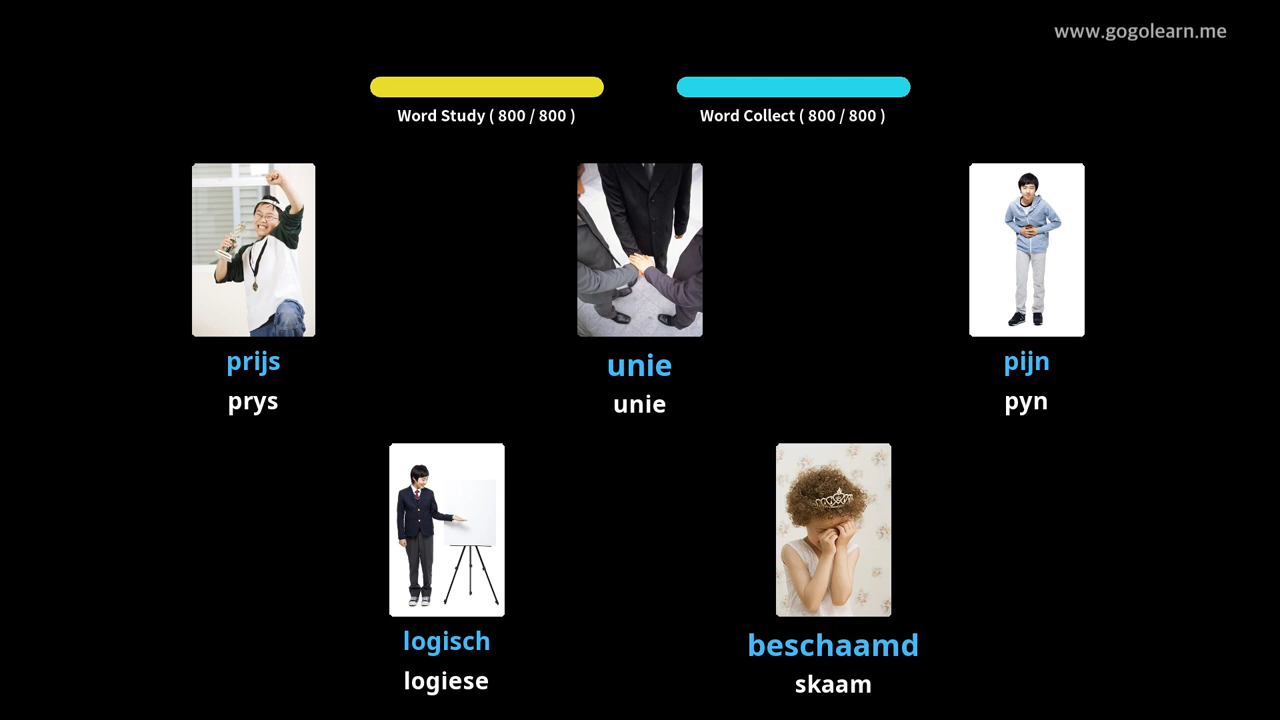 www.gogolearn.me
Word Study ( 800 / 800 )
Word Collect ( 800 / 800 )
prijs
prys
unie
unie
pijn
pyn
logisch
logiese
beschaamd
skaam